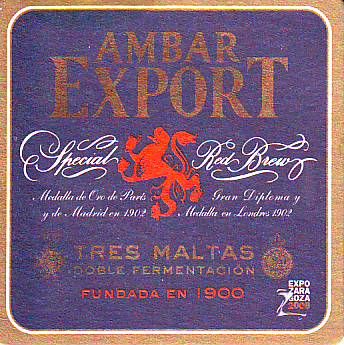 AMBAR
EXPORT
Special Red Brew
Medalla de Oro de París Gran Diploma y
y de Madrid en 1902 Medalla en Londres 1902
TRES MALTAS
DOBLE FERMENTACIÓN
FUNDADA EN 1900
EXPO
ZARA
GOZA
2008